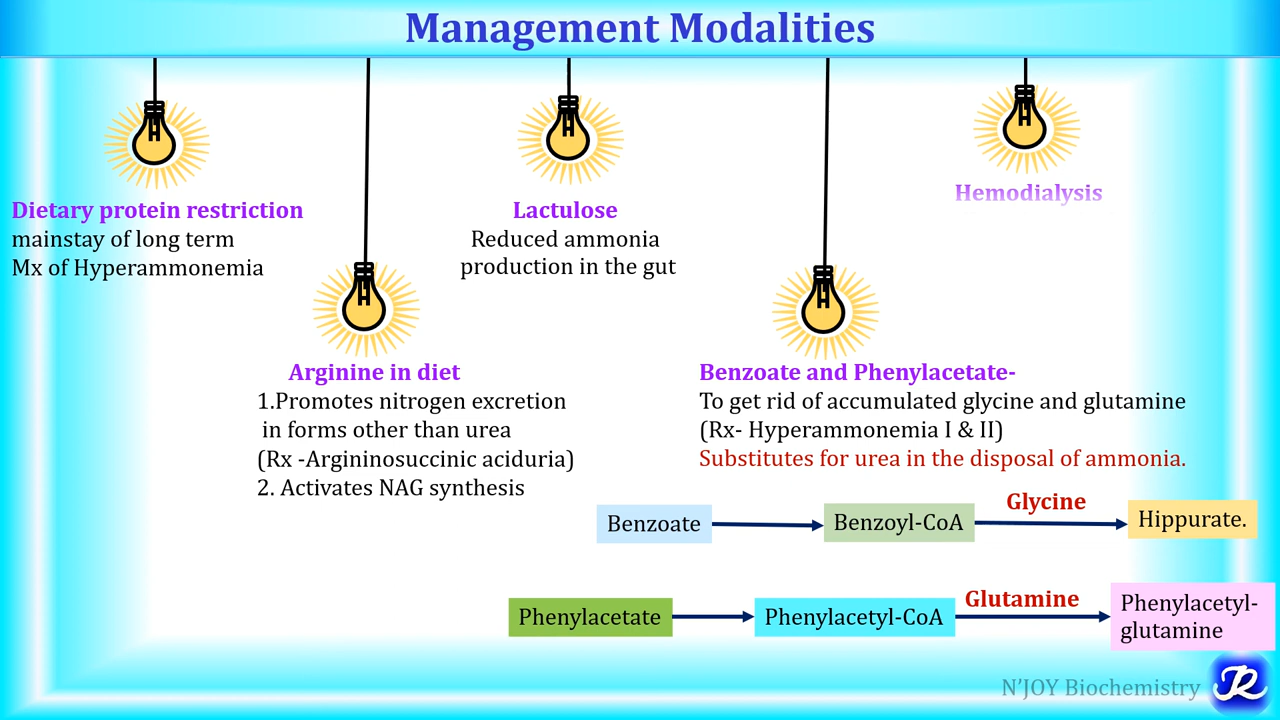 Management Modalities
Dietary protein restriction
mainstay of long term
Mx of Hyperammonemia
Arginine in diet
1.Promotes nitrogen excretion
in forms other than urea
(Rx -Argininosuccinic aciduria)
2. Activates NAG synthesis
Lactulose
Reduced ammonia
production in the gut
Benzoate and Phenylacetate-
To get rid of accumulated glycine and glutamine
(Rx- Hyperammonemia I & II)
Substitutes for urea in the disposal of ammonia.
Hemodialysis
Benzoate
Benzoyl-CoA
Glycine
Hippurate.
Phenylacetate
Phenylacetyl-CoA
Glutamine
Phenylacetyl-
glutamine
N'JOY Biochemistry
JR